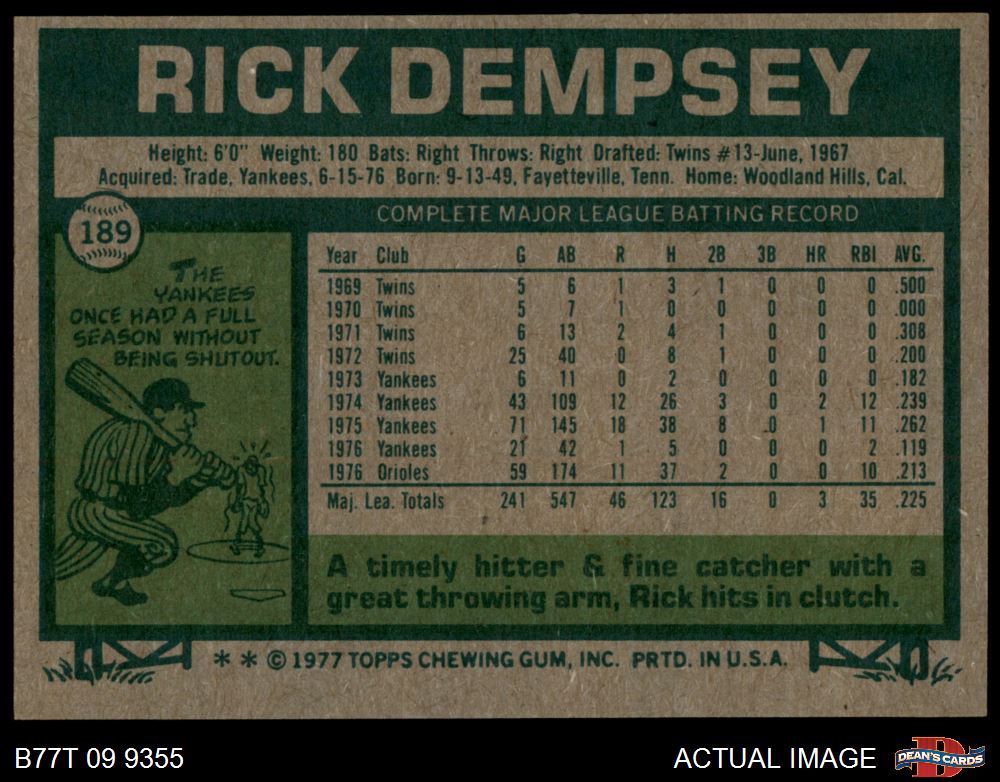 RICK DEMPSEY
Height: 6'0" Weight: 180 Bats: Right Throws: Right Drafted: Twins #13-June, 1967
Acquired: Trade, Yankees, 6-15-76 Born: 9-13-49, Fayetteville, Tenn. Home: Woodland Hills, Cal.
189
THE
YANKEES
ONCE HAD A FULL
SEASON WITHOUT
BEING SHUTOUT.
COMPLETE MAJOR LEAGUE BATTING RECORD
Year Club G AB R H 2B 3B HR RBI AVG.
1969 Twins 5 6 1 3 1 0 0 0 .500
1970 Twins 5 7 1 0 0 0 0 0 .000
1971 Twins 6 13 2 4 1 0 0 0 .308
1972 Twins 25 40 0 8 1 0 0 0 .200
1973 Yankees 6 11 0 2 0 0 0 0 .182
1974 Yankees 43 109 12 26 3 0 2 12 .239
1975 Yankees 71 145 18 38 8 0 1 11 .262
1976 Yankees 21 42 1 5 0 0 0 2 .119
1976 Orioles 59 174 11 37 2 0 0 10 .213
Maj. Lea. Totals 241 547 46 123 16 0 3 35 .225
A timely hitter & fine catcher with a
great throwing arm, Rick hits in clutch.
* * © 1977 TOPPS CHEWING GUM, INC. PRTD. IN U.S.A.
B77T 09 9355
ACTUAL IMAGE
D
DEAN'S CARDS